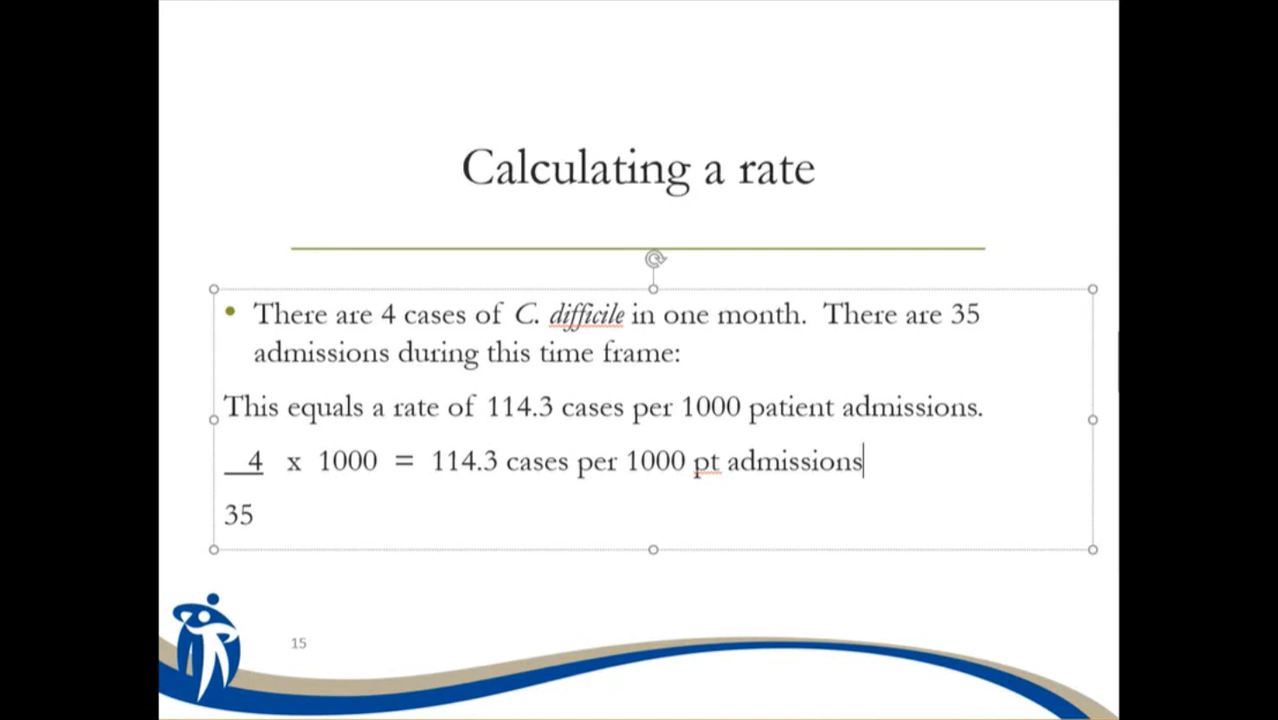 Calculating a rate
• There are 4 cases of C. difficile in one month. There are 35
admissions during this time frame:
This equals a rate of 114.3 cases per 1000 patient admissions.
4 x 1000 = 114.3 cases per 1000 pt admissions
35
15